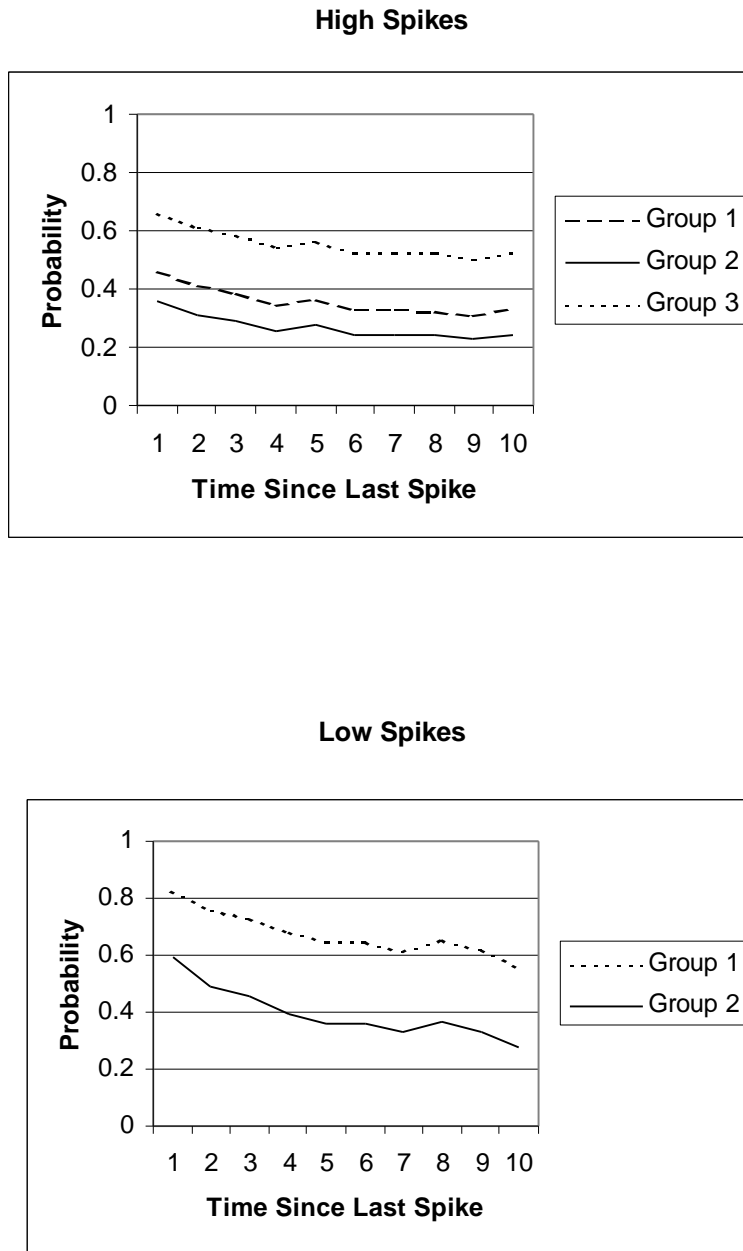 High Spikes
1
0.8
0.6
0.4
0.2
0
Probability
1 2 3 4 5 6 7 8 9 10
Time Since Last Spike
Group 1
Group 2
Group 3
Low Spikes
1
0.8
0.6
0.4
0.2
0
Probability
1 2 3 4 5 6 7 8 9 10
Time Since Last Spike
Group 1
Group 2